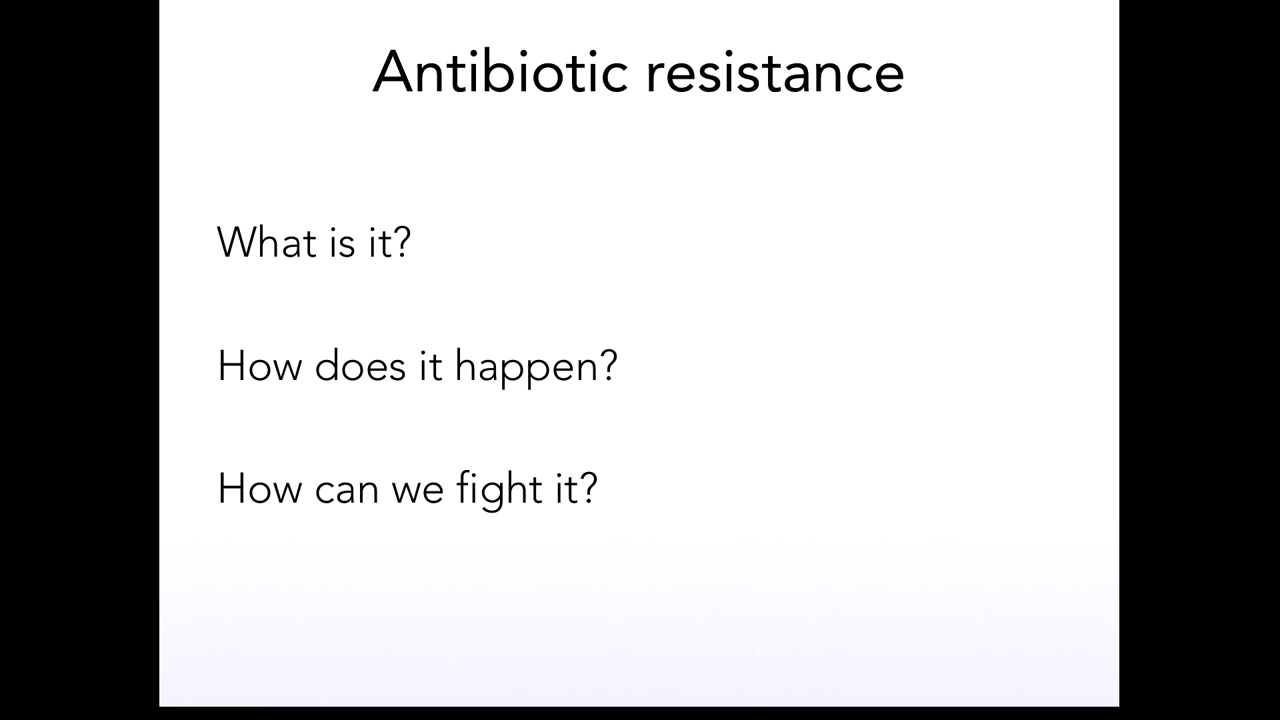 Antibiotic resistance
What is it?
How does it happen?
How can we fight it?